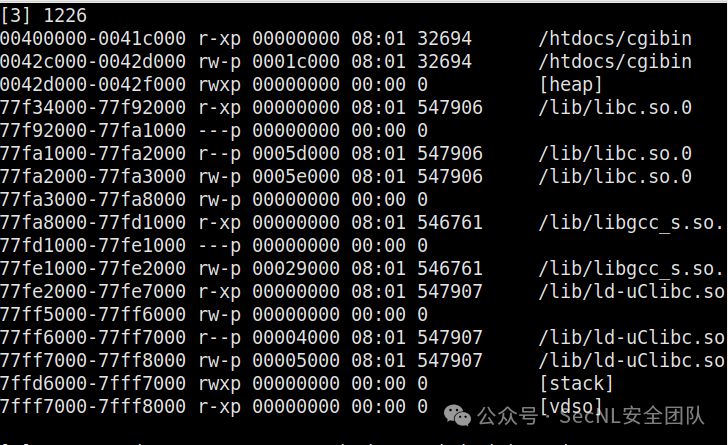 [3] 1226
00400000-0041c000 r-xp 00000000 08:01 32694 /htdocs/cgibin
0042c000-0042d000 rw-p 0001c000 08:01 32694 /htdocs/cgibin
0042d000-0042f000 rwxp 00000000 00:00 0 [heap]
77f34000-77f92000 r-xp 00000000 08:01 547906 /lib/libc.so.0
77f92000-77fa1000 ---p 00000000 00:00 0
77fa1000-77fa2000 r--p 0005d000 08:01 547906 /lib/libc.so.0
77fa2000-77fa3000 rw-p 0005e000 08:01 547906 /lib/libc.so.0
77fa3000-77fa8000 rw-p 00000000 00:00 0
77fa8000-77fd1000 r-xp 00000000 08:01 546761 /lib/libgcc_s.so.
77fd1000-77fe1000 ---p 00000000 00:00 0
77fe1000-77fe2000 rw-p 00029000 08:01 546761 /lib/libgcc_s.so.
77fe2000-77fe7000 r-xp 00000000 08:01 547907 /lib/ld-uClibc.so
77ff5000-77ff6000 rw-p 00000000 00:00 0
77ff6000-77ff7000 r--p 00004000 08:01 547907 /lib/ld-uClibc.so
77ff7000-77ff8000 rw-p 00005000 08:01 547907 /lib/ld-uClibc.so
7ffd6000-7fff7000 rwxp 00000000 00:00 0 [stack]
7fff7000-7fff8000 r-xp 00000000 00:00 0 [vdso]
公众号 · SecNL安全团队